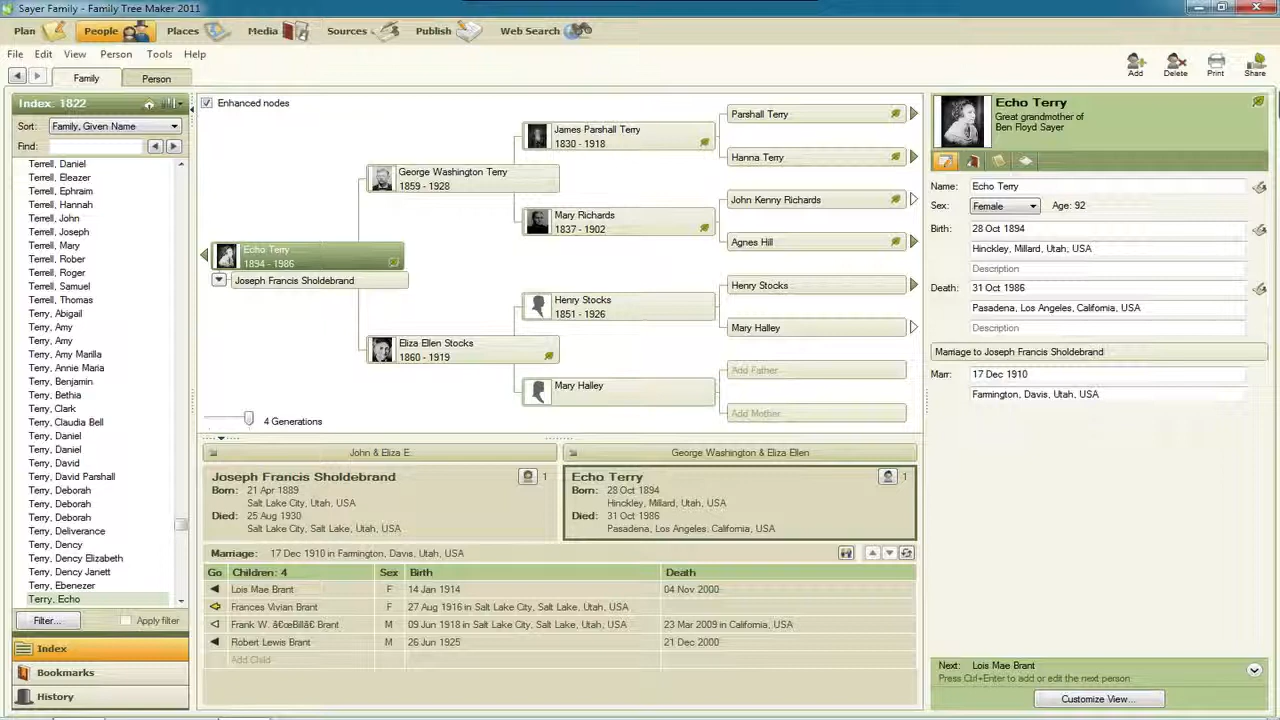 Sayer Family - Family Tree Maker 2011
Plan People Places Media Sources Publish Web Search
File Edit View Person Tools Help
Add Delete Print Share
Family Person
Index: 1822
Sort: Family, Given Name
Find:
Terrell, Daniel
Terrell, Eleazer
Terrell, Ephraim
Terrell, Hannah
Terrell, John
Terrell, Joseph
Terrell, Mary
Terrell, Rober
Terrell, Roger
Terrell, Samuel
Terrell, Thomas
Terry, Abigail
Terry, Amy
Terry, Amy
Terry, Amy Marilla
Terry, Annie Maria
Terry, Benjamin
Terry, Bethia
Terry, Clark
Terry, Claudia Bell
Terry, Daniel
Terry, Daniel
Terry, David
Terry, David Parshall
Terry, Deborah
Terry, Deborah
Terry, Deborah
Terry, Deliverance
Terry, Dency
Terry, Dency Elizabeth
Terry, Dency Janett
Terry, Ebenezer
Terry, Echo
Filter... Apply filter
Index
Bookmarks
History
Enhanced nodes
Echo Terry
1894 - 1986
Joseph Francis Sholdebrand
George Washington Terry
1859 - 1928
Eliza Ellen Stocks
1860 - 1919
James Parshall Terry
1830 - 1918
Mary Richards
1837 - 1902
Henry Stocks
1851 - 1926
Mary Halley
Parshall Terry
Hanna Terry
John Kenny Richards
Agnes Hill
Henry Stocks
Mary Halley
Add Father...
Add Mother...
4 Generations
John & Eliza E.
George Washington & Eliza Ellen
Joseph Francis Sholdebrand 1
Born: 21 Apr 1889
Salt Lake City, Utah, USA
Died: 25 Aug 1930
Salt Lake City, Salt Lake, Utah, USA
Echo Terry 1
Born: 28 Oct 1894
Hinckley, Millard, Utah, USA
Died: 31 Oct 1986
Pasadena, Los Angeles, California, USA
Marriage: 17 Dec 1910 in Farmington, Davis, Utah, USA
Go Children: 4 Sex Birth Death
Lois Mae Brant F 14 Jan 1914 04 Nov 2000
Frances Vivian Brant F 27 Aug 1916 in Salt Lake City, Salt Lake, Utah, USA
Frank W. â€œBillâ€ Brant M 09 Jun 1918 in Salt Lake City, Salt Lake, Utah, USA 23 Mar 2009 in California, USA
Robert Lewis Brant M 26 Jun 1925 21 Dec 2000
Add Child
Echo Terry
Great grandmother of
Ben Floyd Sayer
Name: Echo Terry
Sex: Female Age: 92
Birth: 28 Oct 1894
Hinckley, Millard, Utah, USA
Description
Death: 31 Oct 1986
Pasadena, Los Angeles, California, USA
Description
Marriage to Joseph Francis Sholdebrand
Marr: 17 Dec 1910
Farmington, Davis, Utah, USA
Next: Lois Mae Brant
Press Ctrl+Enter to add or edit the next person
Customize View...